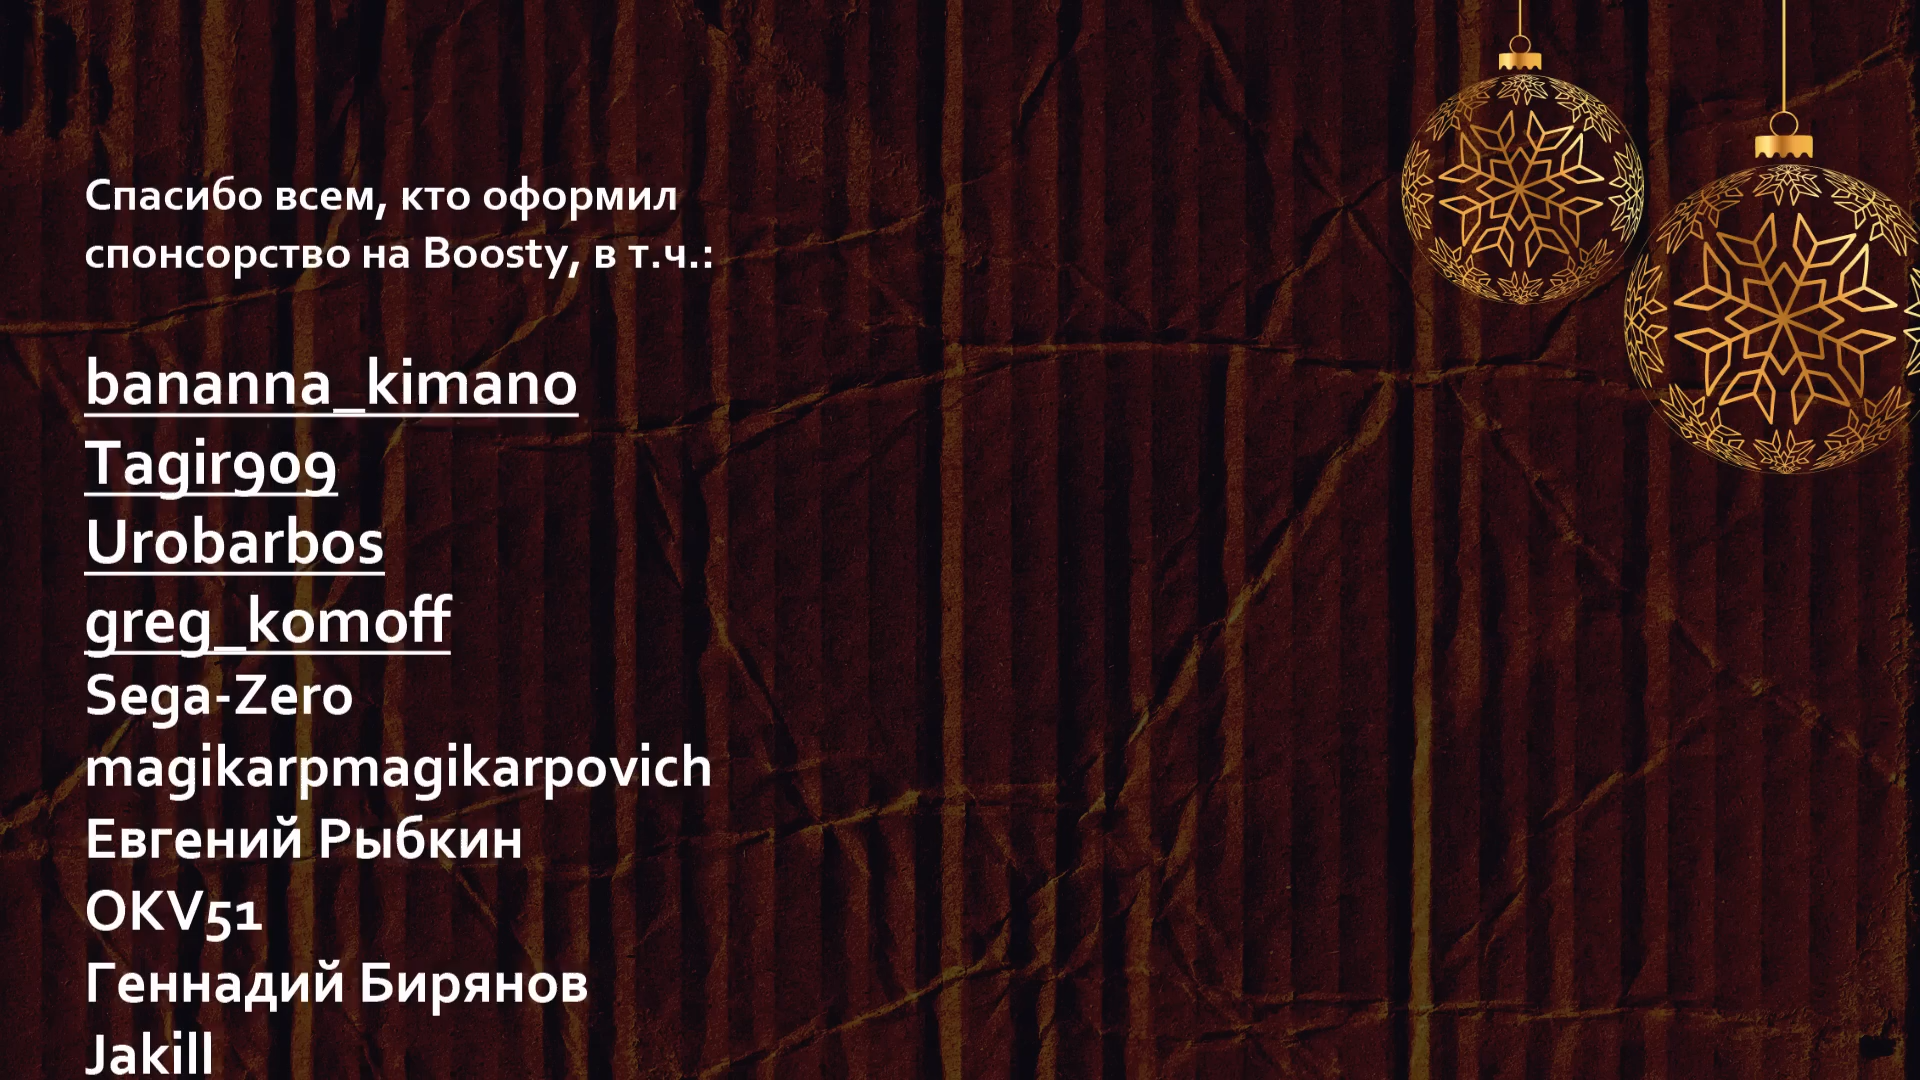 Спасибо всем, кто оформил
спонсорство на Boosty, в т.ч.:
bananna_kimano
Tagir909
Urobarbos
greg_komoff
Sega-Zero
magikarpmagikarpovich
Евгений Рыбкин
OKV51
Геннадий Бирянов
Jakill